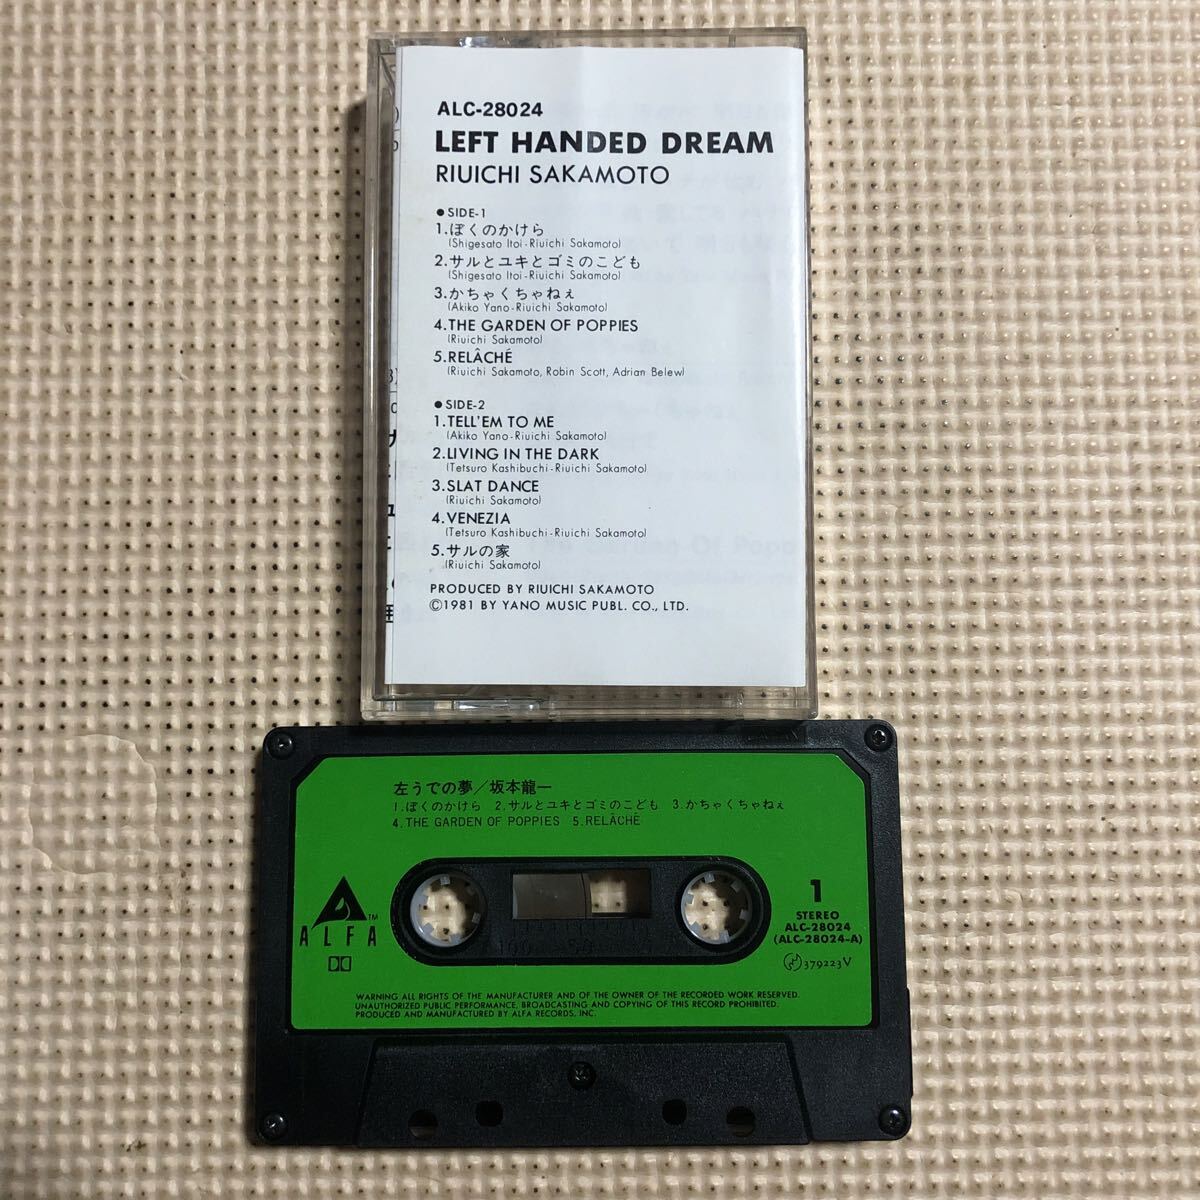 ALC-28024
LEFT HANDED DREAM
RIUICHI SAKAMOTO
●SIDE-1
1.ぼくのかけら
(Shigesato Itoi-Riuichi Sakamoto)
2.サルとユキとゴミのこども
(Shigesato Itoi-Riuichi Sakamoto)
3.かちゃくちゃねぇ
(Akiko Yano-Riuichi Sakamoto)
4.THE GARDEN OF POPPIES
(Riuichi Sakamoto)
5.RELÂCHÉ
(Riuichi Sakamoto, Robin Scott, Adrian Belew)
●SIDE-2
1.TELL'EM TO ME
(Akiko Yano-Riuichi Sakamoto)
2.LIVING IN THE DARK
(Tetsuro Kashibuchi-Riuichi Sakamoto)
3.SLAT DANCE
(Riuichi Sakamoto)
4.VENEZIA
(Tetsuro Kashibuchi-Riuichi Sakamoto)
5.サルの家
(Riuichi Sakamoto)
PRODUCED BY RIUICHI SAKAMOTO
©1981 BY YANO MUSIC PUBL. CO., LTD.
左うでの夢／坂本龍一
1.ぼくのかけら 2.サルとユキとゴミのこども 3.かちゃくちゃねぇ
4.THE GARDEN OF POPPIES 5.RELÂCHÉ
TM
ALFA
1
STEREO
ALC-28024
(ALC-28024-A)
379223V
100 50
WARNING ALL RIGHTS OF THE MANUFACTURER AND OF THE OWNER OF THE RECORDED WORK RESERVED.
UNAUTHORIZED PUBLIC PERFORMANCE, BROADCASTING AND COPYING OF THIS RECORD PROHIBITED.
PRODUCED AND MANUFACTURED BY ALFA RECORDS, INC.